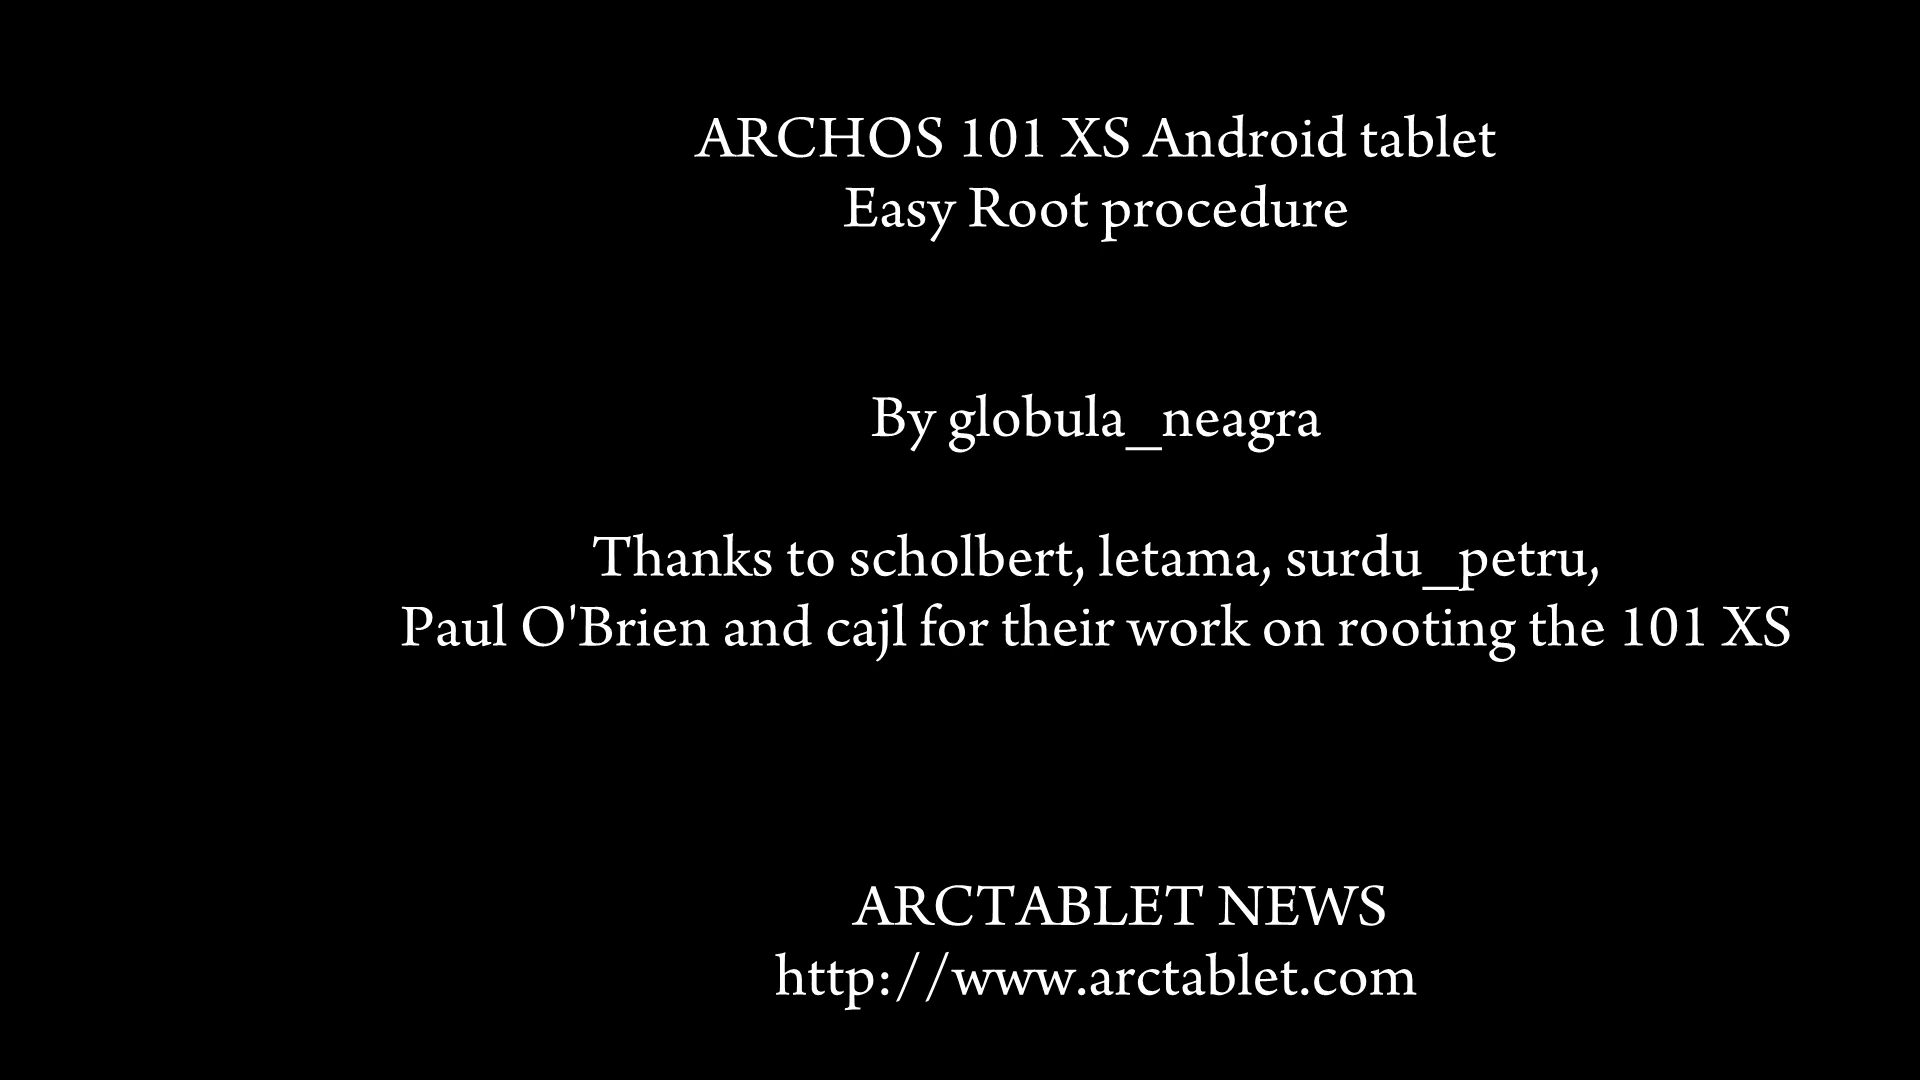 ARCHOS 101 XS Android tablet
Easy Root procedure
By globula_neagra
Thanks to scholbert, letama, surdu_petru,
Paul O'Brien and cajl for their work on rooting the 101 XS
ARCTABLET NEWS
http://www.arctablet.com